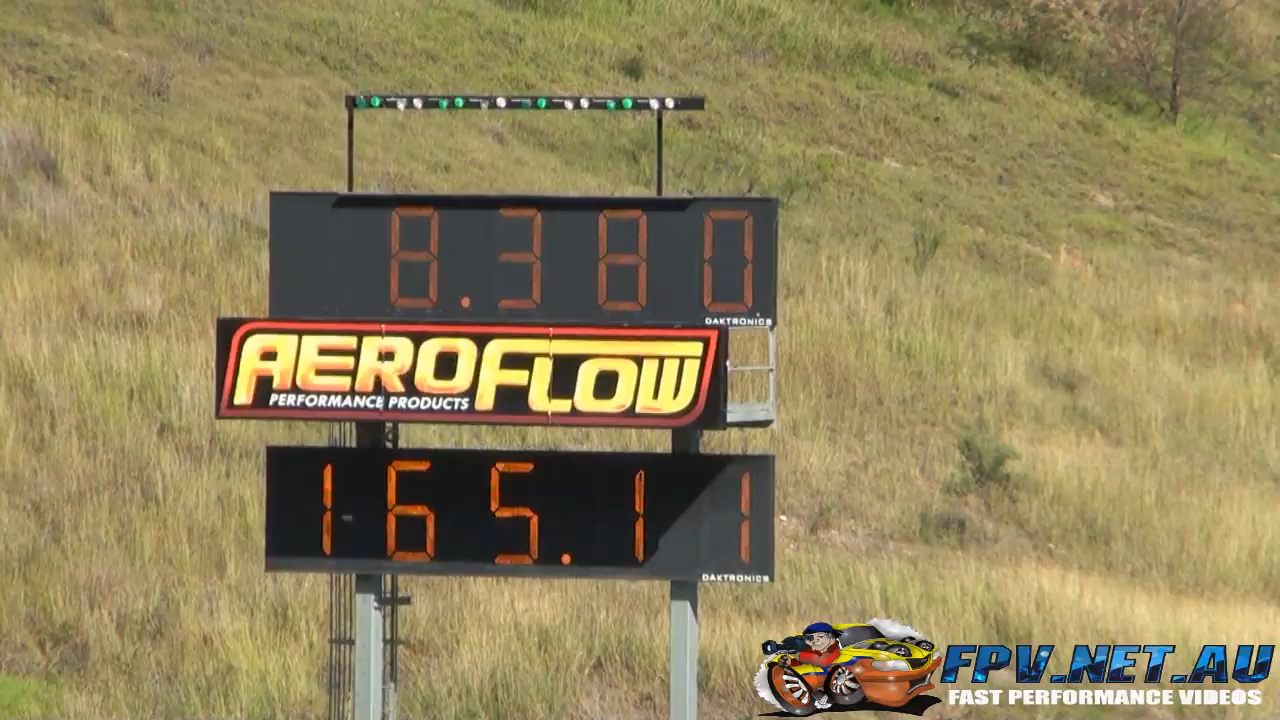 8.380
DAKTRONICS
AEROFLOW
PERFORMANCE PRODUCTS
165.11
DAKTRONICS
FPV.NET.AU
FAST PERFORMANCE VIDEOS